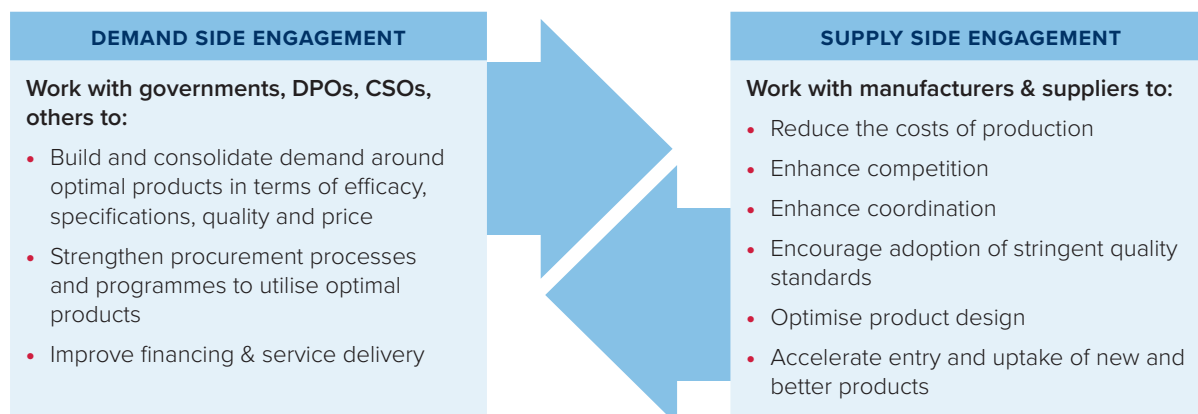 DEMAND SIDE ENGAGEMENT
Work with governments, DPOs, CSOs,
others to:
• Build and consolidate demand around
optimal products in terms of efficacy,
specifications, quality and price
• Strengthen procurement processes
and programmes to utilise optimal
products
• Improve financing & service delivery
SUPPLY SIDE ENGAGEMENT
Work with manufacturers & suppliers to:
• Reduce the costs of production
• Enhance competition
• Enhance coordination
• Encourage adoption of stringent quality
standards
• Optimise product design
• Accelerate entry and uptake of new and
better products